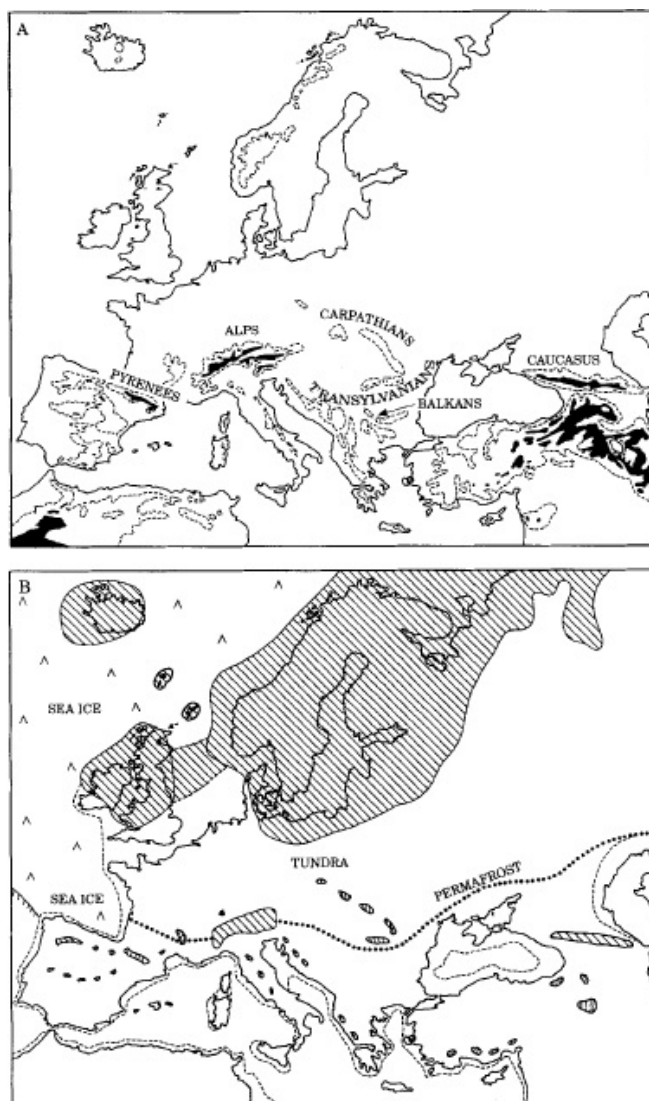 A
ALPS
CARPATHIANS
CAUCASUS
PYRENEES
TRANSYLVANIANS
BALKANS
B
SEA ICE
TUNDRA
PERMAFROST
SEA ICE